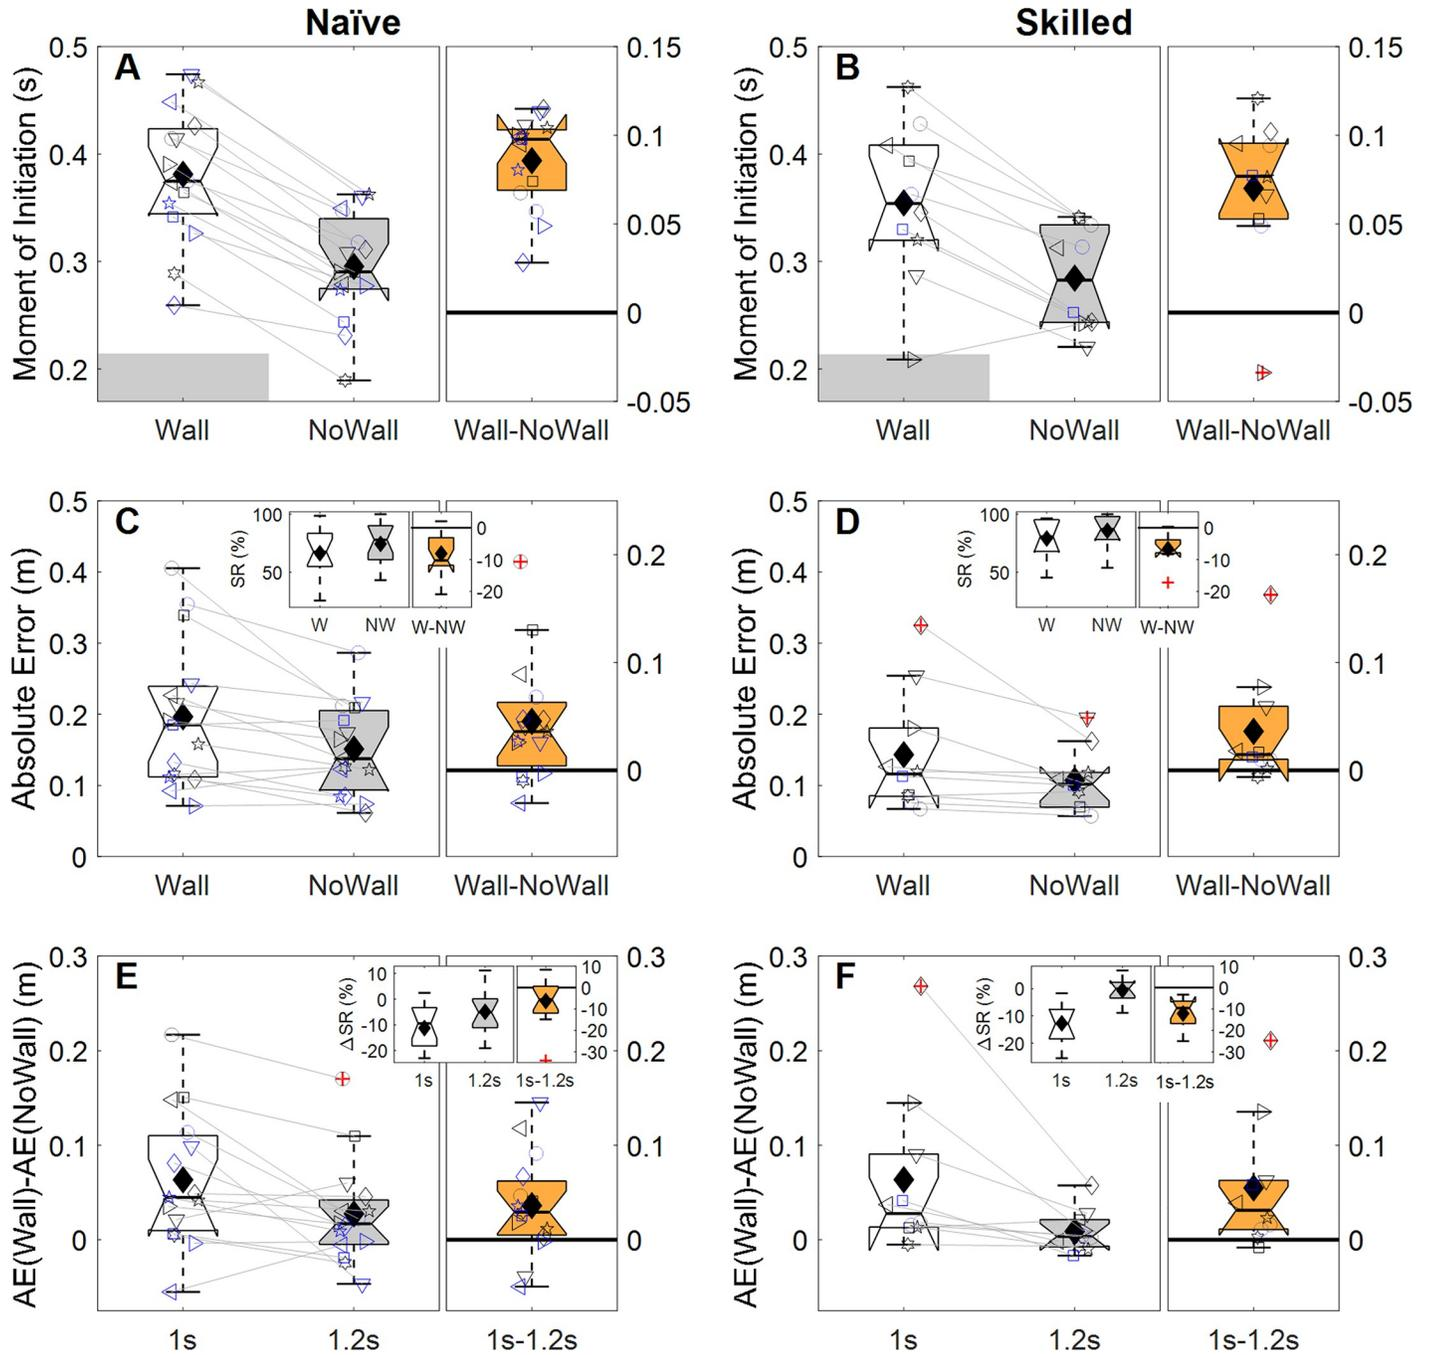 Naïve
Skilled
A
B
Moment of Initiation (s)
0.5
0.4
0.3
0.2
0.15
0.1
0.05
0
-0.05
Wall NoWall Wall-NoWall
Moment of Initiation (s)
0.5
0.4
0.3
0.2
0.15
0.1
0.05
0
-0.05
Wall NoWall Wall-NoWall
C
D
Absolute Error (m)
0.5
0.4
0.3
0.2
0.1
0
SR (%)
100
50
W NW W-NW
0
-10
-20
0.2
0.1
0
Wall NoWall Wall-NoWall
Absolute Error (m)
0.5
0.4
0.3
0.2
0.1
0
SR (%)
100
50
W NW W-NW
0
-10
-20
0.2
0.1
0
Wall NoWall Wall-NoWall
E
F
AE(Wall)-AE(NoWall) (m)
0.3
0.2
0.1
0
ΔSR (%)
10
0
-10
-20
1s 1.2s 1s-1.2s
10
0
-10
-20
-30
0.3
0.2
0.1
0
1s 1.2s 1s-1.2s
AE(Wall)-AE(NoWall) (m)
0.3
0.2
0.1
0
ΔSR (%)
0
-10
-20
1s 1.2s 1s-1.2s
10
0
-10
-20
-30
0.3
0.2
0.1
0
1s 1.2s 1s-1.2s